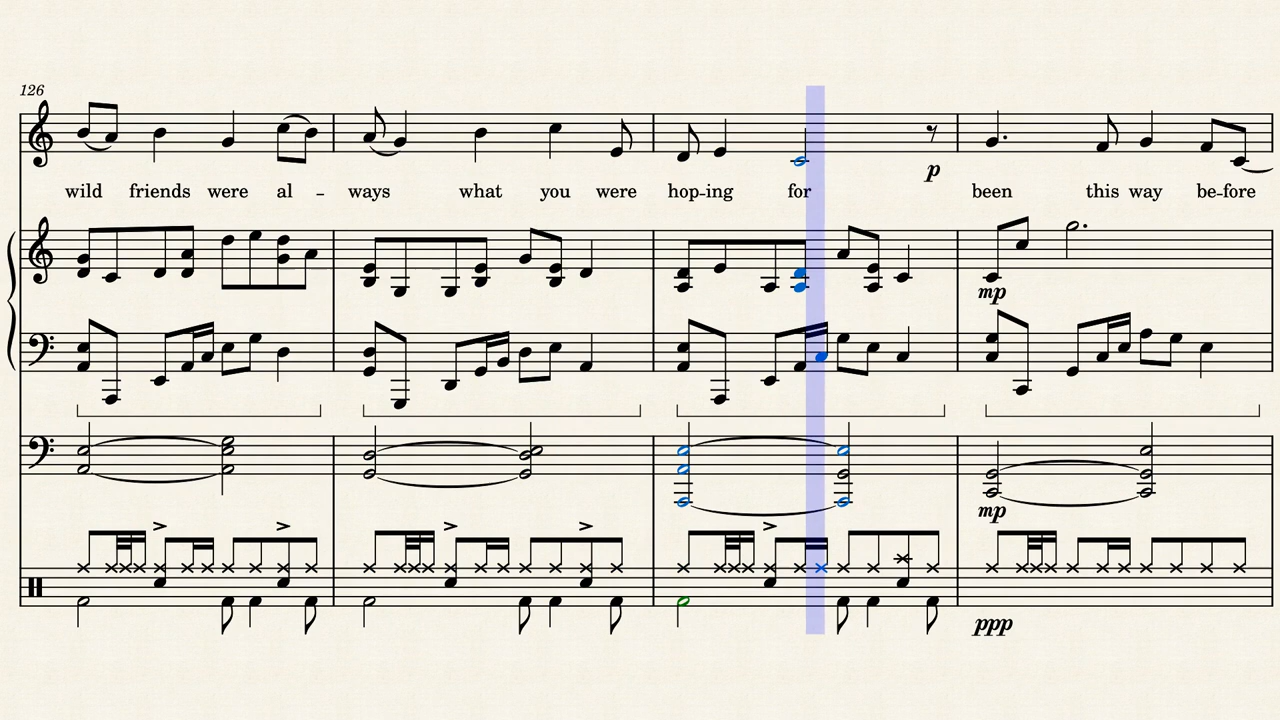 126
wild friends were al - ways what you were hop-ing for been this way be-fore
p
mp
mp
ppp